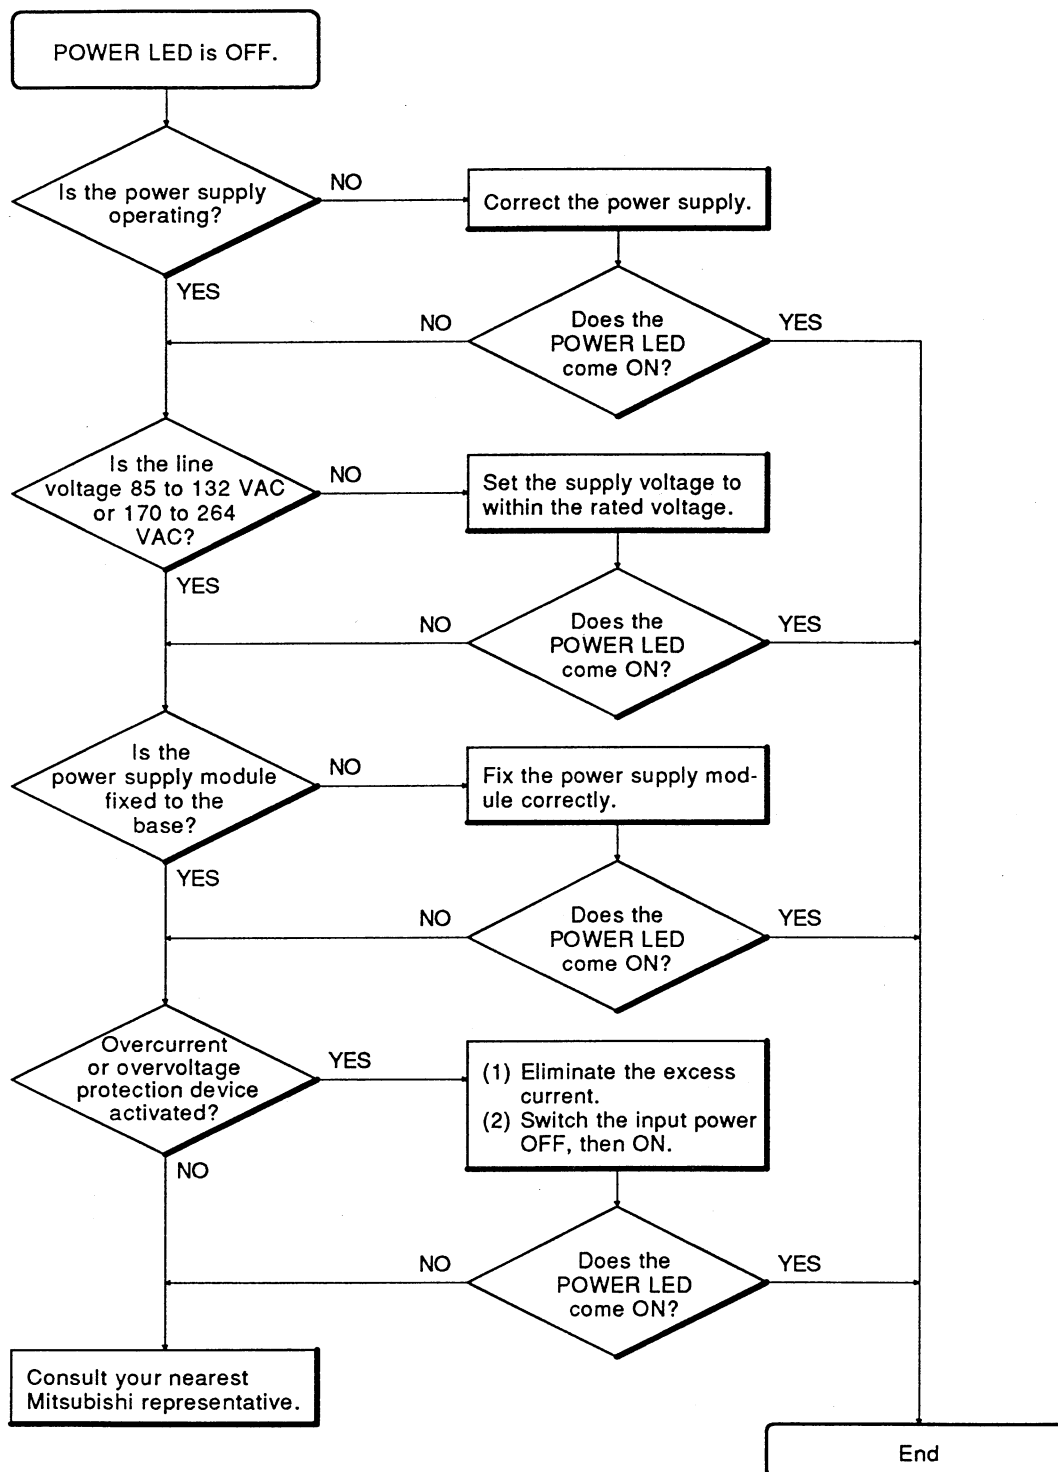 POWER LED is OFF.
Is the power supply
operating?
NO
Correct the power supply.
YES
NO
Does the
POWER LED
come ON?
YES
Is the line
voltage 85 to 132 VAC
or 170 to 264
VAC?
NO
Set the supply voltage to
within the rated voltage.
YES
NO
Does the
POWER LED
come ON?
YES
Is the
power supply module
fixed to the
base?
NO
Fix the power supply mod-
ule correctly.
YES
NO
Does the
POWER LED
come ON?
YES
Overcurrent
or overvoltage
protection device
activated?
YES
(1) Eliminate the excess
current.
(2) Switch the input power
OFF, then ON.
NO
NO
Does the
POWER LED
come ON?
YES
Consult your nearest
Mitsubishi representative.
End